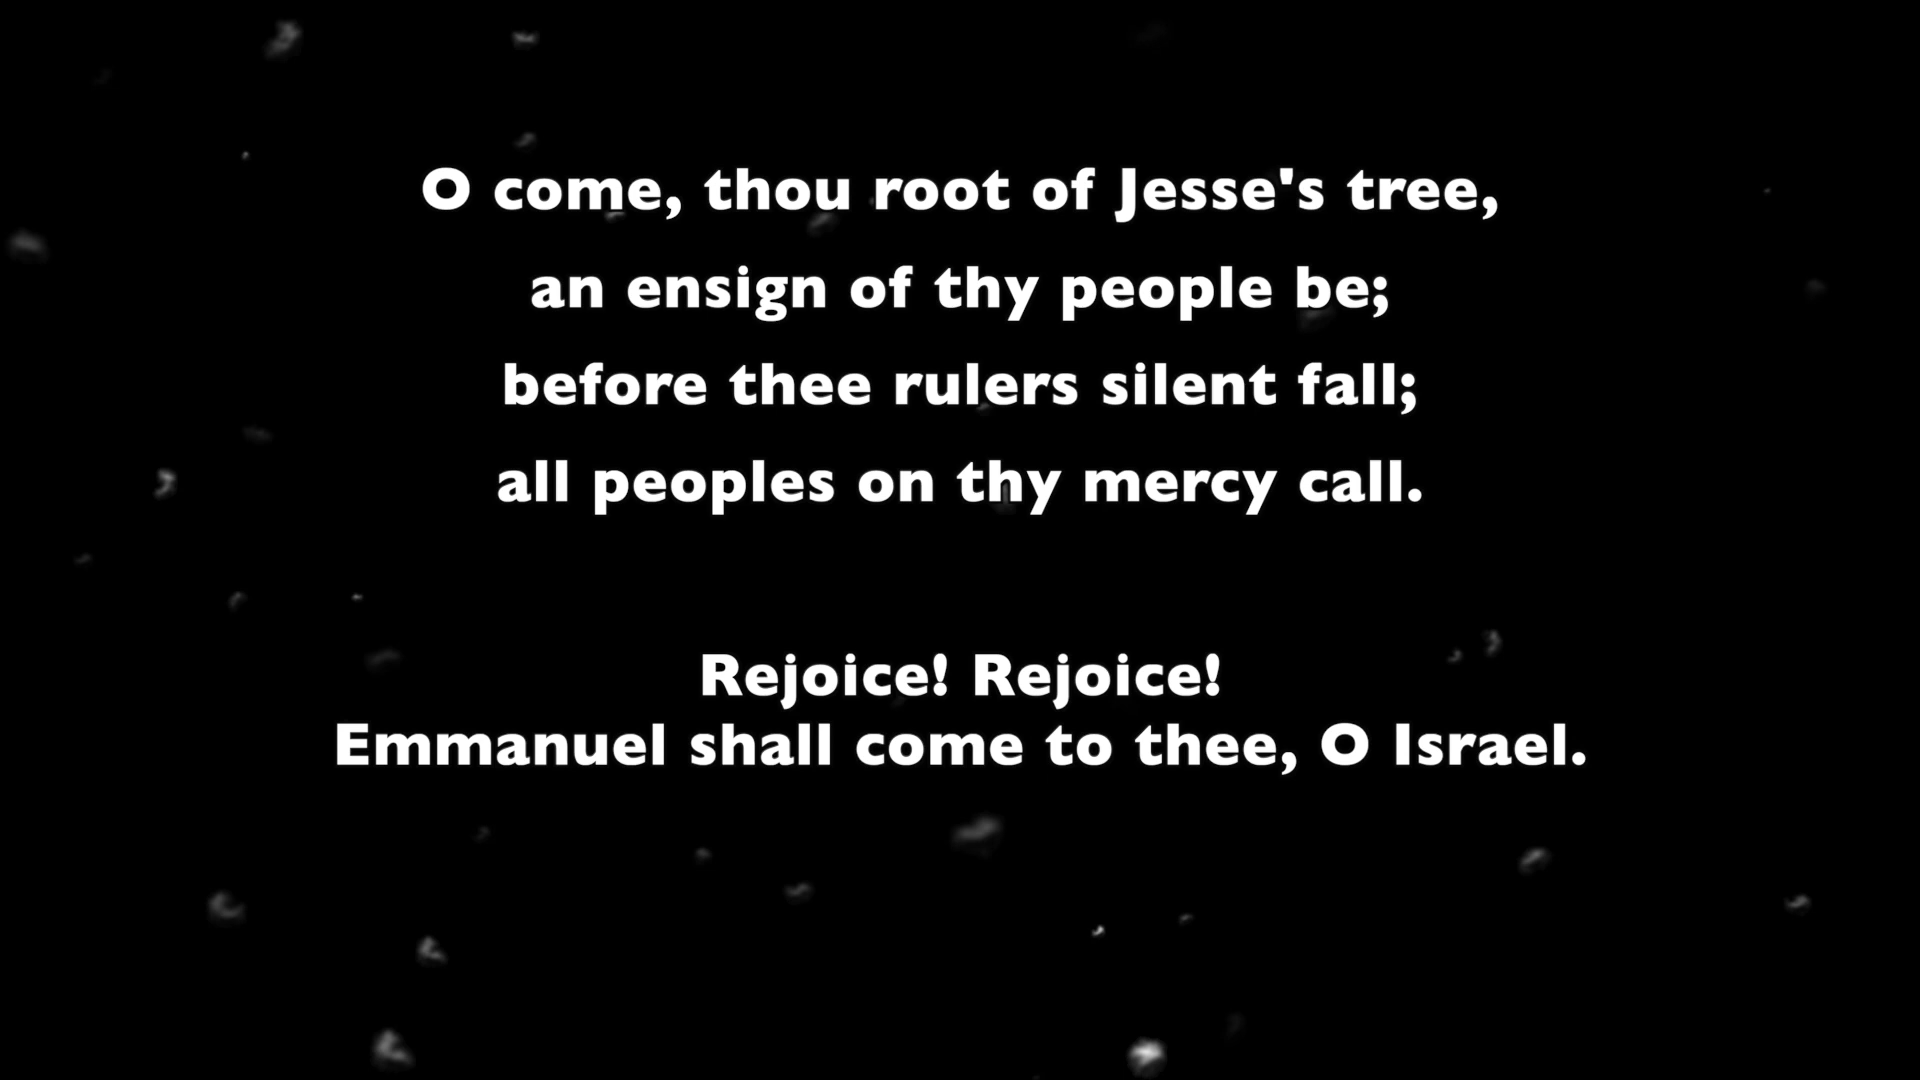 O come, thou root of Jesse's tree,
an ensign of thy people be;
before thee rulers silent fall;
all peoples on thy mercy call.
Rejoice! Rejoice!
Emmanuel shall come to thee, O Israel.